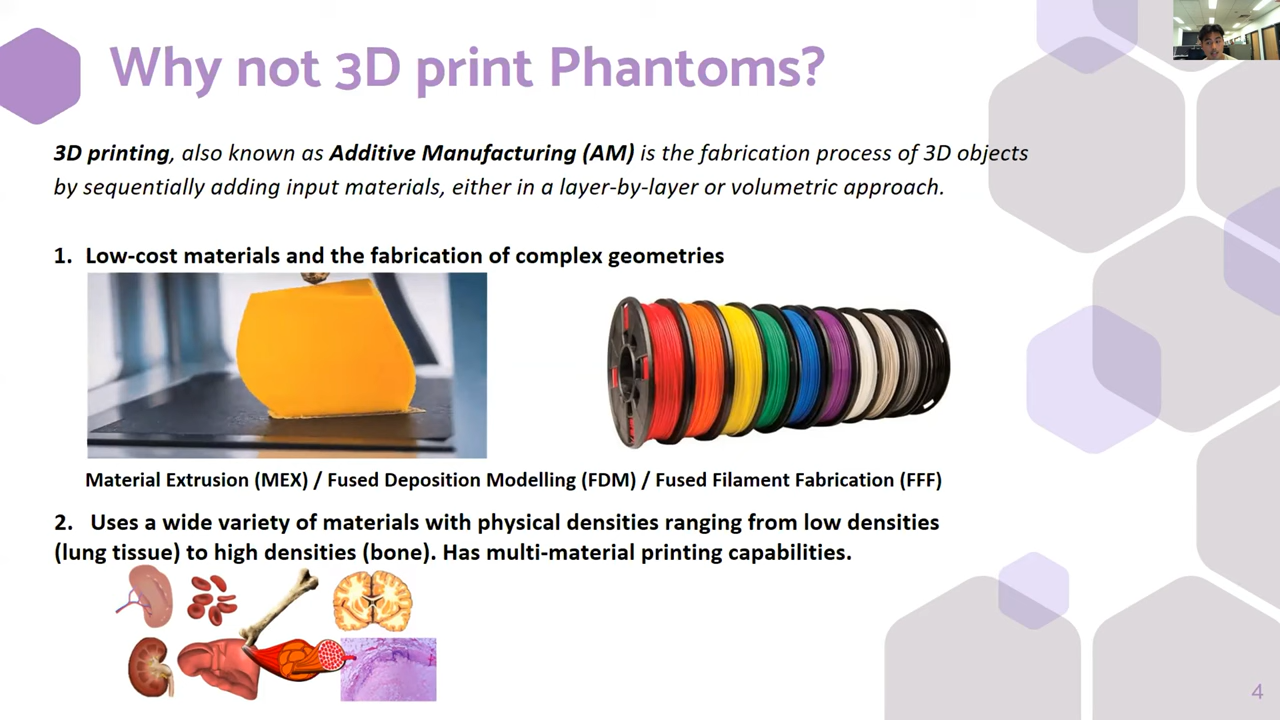 Why not 3D print Phantoms?
3D printing, also known as Additive Manufacturing (AM) is the fabrication process of 3D objects
by sequentially adding input materials, either in a layer-by-layer or volumetric approach.
1. Low-cost materials and the fabrication of complex geometries
Material Extrusion (MEX) / Fused Deposition Modelling (FDM) / Fused Filament Fabrication (FFF)
2. Uses a wide variety of materials with physical densities ranging from low densities
(lung tissue) to high densities (bone). Has multi-material printing capabilities.
4